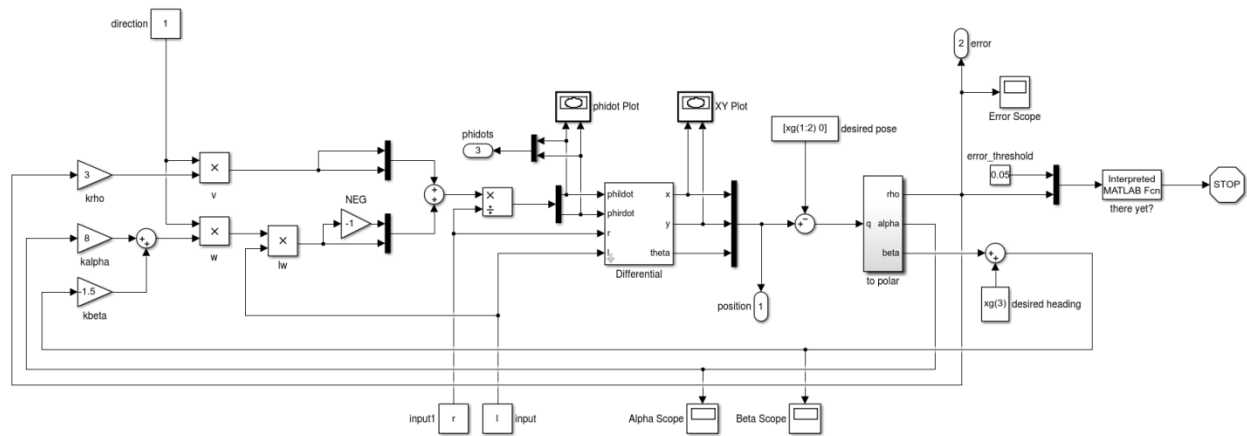 direction
1
2
error
phidot Plot
XY Plot
Error Scope
phidots
3
[xg(1:2) 0]
desired pose
error_threshold
0.05
Interpreted
MATLAB Fcn
there yet?
STOP
3
krho
×
v
NEG
-1
×
÷
phildot
phirdot
r
l
x
y
theta
Differential
+
−
q
rho
alpha
beta
to polar
8
kalpha
+
+
×
w
×
lw
+
+
-1.5
kbeta
position
1
+
+
xg(3)
desired heading
input1
r
l
input
Alpha Scope
Beta Scope